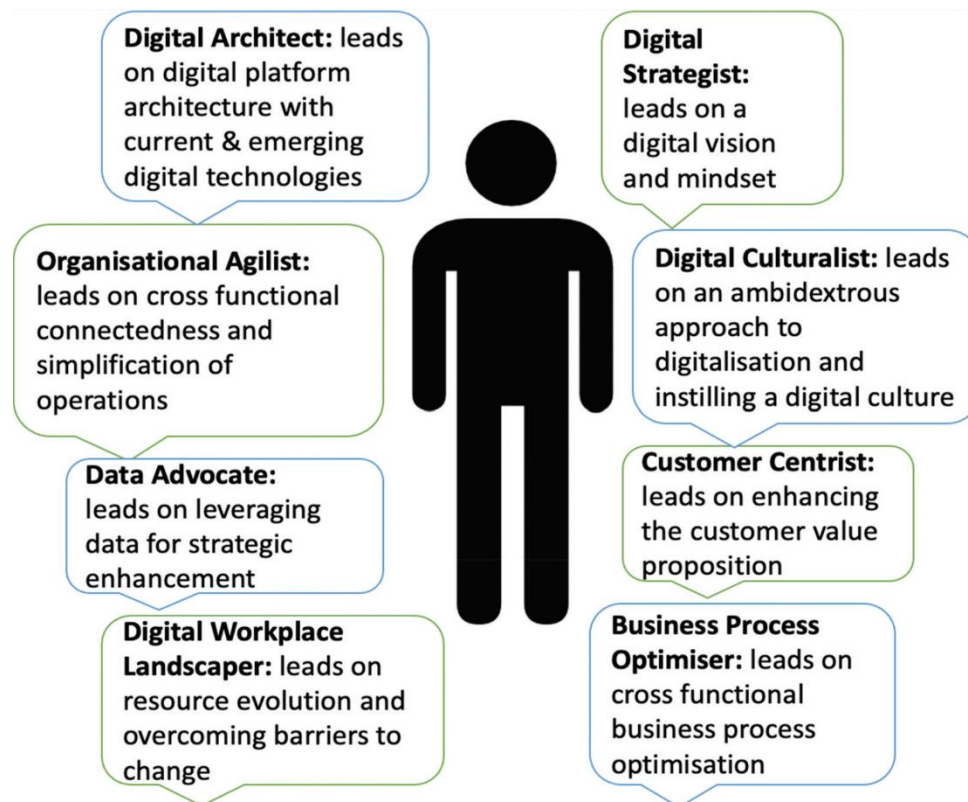 Digital Architect: leads
on digital platform
architecture with
current & emerging
digital technologies
Organisational Agilist:
leads on cross functional
connectedness and
simplification of
operations
Data Advocate:
leads on leveraging
data for strategic
enhancement
Digital Workplace
Landscaper: leads on
resource evolution and
overcoming barriers to
change
Digital
Strategist:
leads on a
digital vision
and mindset
Digital Culturalist: leads
on an ambidextrous
approach to
digitalisation and
instilling a digital culture
Customer Centrist:
leads on enhancing
the customer value
proposition
Business Process
Optimiser: leads on
cross functional
business process
optimisation